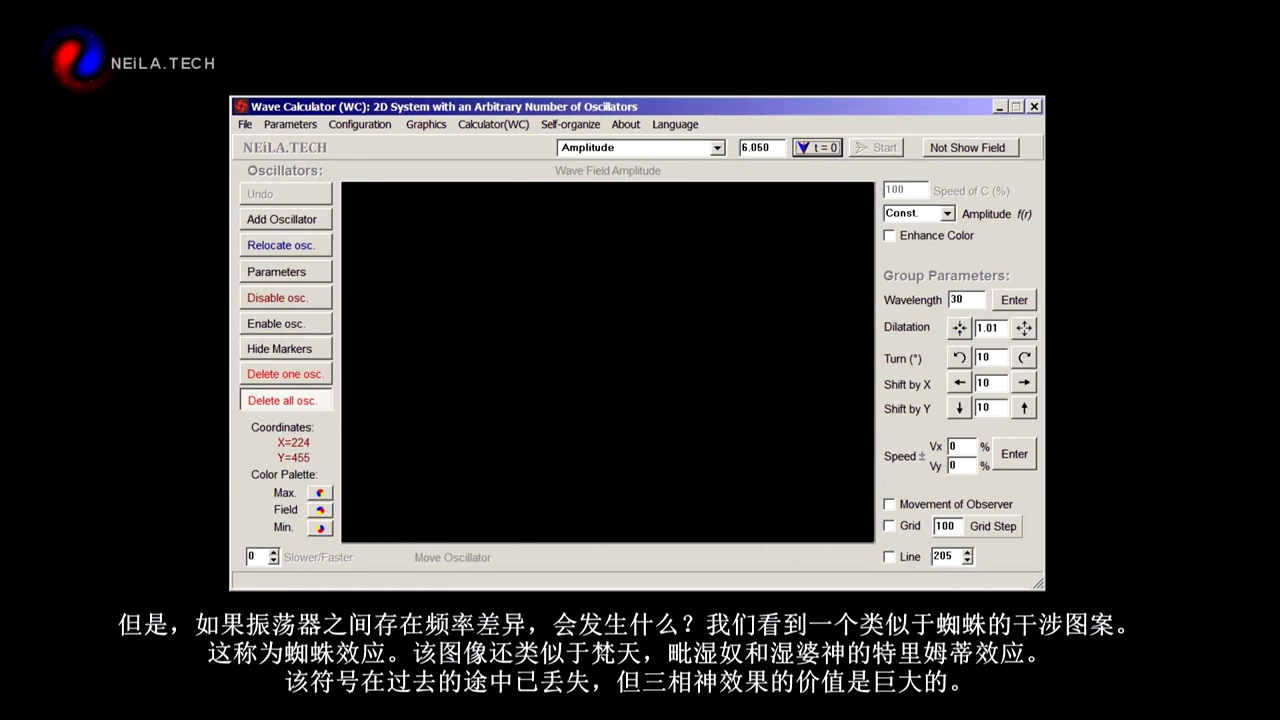 NEiLA.TECH
Wave Calculator (WC): 2D System with an Arbitrary Number of Oscillators
File Parameters Configuration Graphics Calculator(WC) Self-organize About Language
NEiLA.TECH
Amplitude
6.050
t = 0
Start
Not Show Field
Oscillators:
Wave Field Amplitude
Undo
Add Oscillator
Relocate osc.
Parameters
Disable osc.
Enable osc.
Hide Markers
Delete one osc.
Delete all osc.
Coordinates:
X=224
Y=455
Color Palette:
Max.
Field
Min.
0 Slower/Faster
Move Oscillator
100 Speed of C (%)
Const. Amplitude f(r)
Enhance Color
Group Parameters:
Wavelength 30 Enter
Dilatation 1.01
Turn (°) 10
Shift by X 10
Shift by Y 10
Speed ± Vx 0 % Enter
Vy 0 %
Movement of Observer
Grid 100 Grid Step
Line 205
但是，如果振荡器之间存在频率差异，会发生什么？我们看到一个类似于蜘蛛的干涉图案。
这称为蜘蛛效应。该图像还类似于梵天，毗湿奴和湿婆神的特里姆蒂效应。
该符号在过去的途中已丢失，但三相神效果的价值是巨大的。